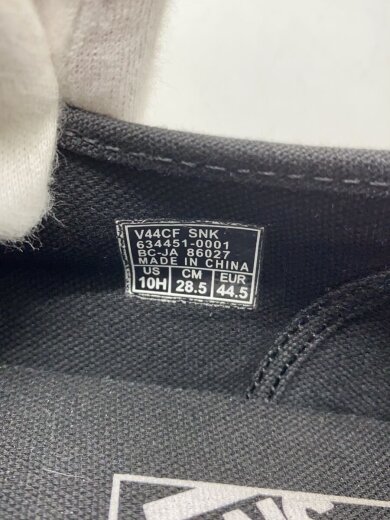 V44CF SNK
634451-0001
BC-JA 86027
MADE IN CHINA
US CM EUR
10H 28.5 44.5